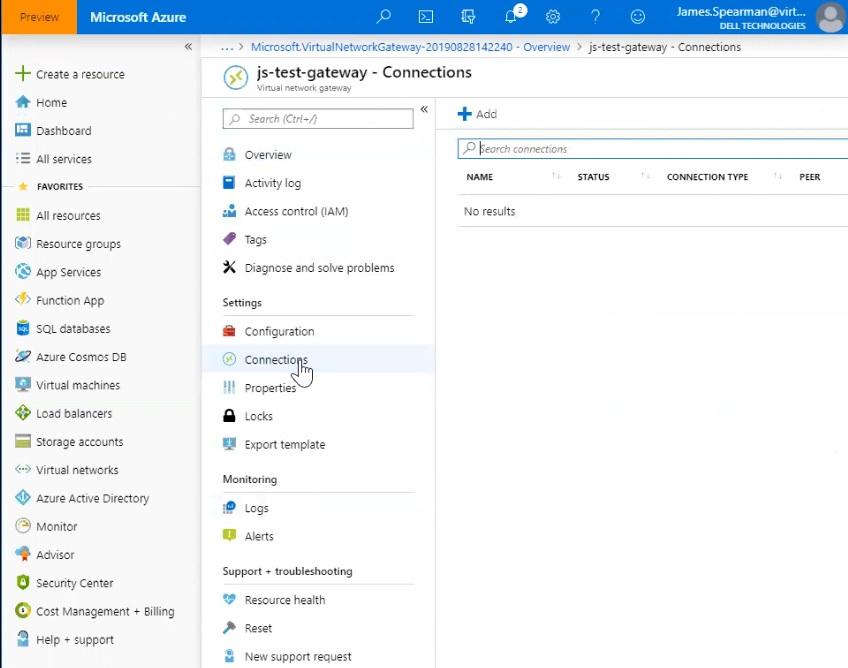 Preview
Microsoft Azure
2
James.Spearman@virt...
DELL TECHNOLOGIES
«
... > Microsoft.VirtualNetworkGateway-20190828142240 - Overview > js-test-gateway - Connections
Create a resource
Home
Dashboard
All services
FAVORITES
All resources
Resource groups
App Services
Function App
SQL databases
Azure Cosmos DB
Virtual machines
Load balancers
Storage accounts
Virtual networks
Azure Active Directory
Monitor
Advisor
Security Center
Cost Management + Billing
Help + support
js-test-gateway - Connections
Virtual network gateway
Search (Ctrl+/)
«
Overview
Activity log
Access control (IAM)
Tags
Diagnose and solve problems
Settings
Configuration
Connections
Properties
Locks
Export template
Monitoring
Logs
Alerts
Support + troubleshooting
Resource health
Reset
New support request
Add
Search connections
NAME STATUS CONNECTION TYPE PEER
No results